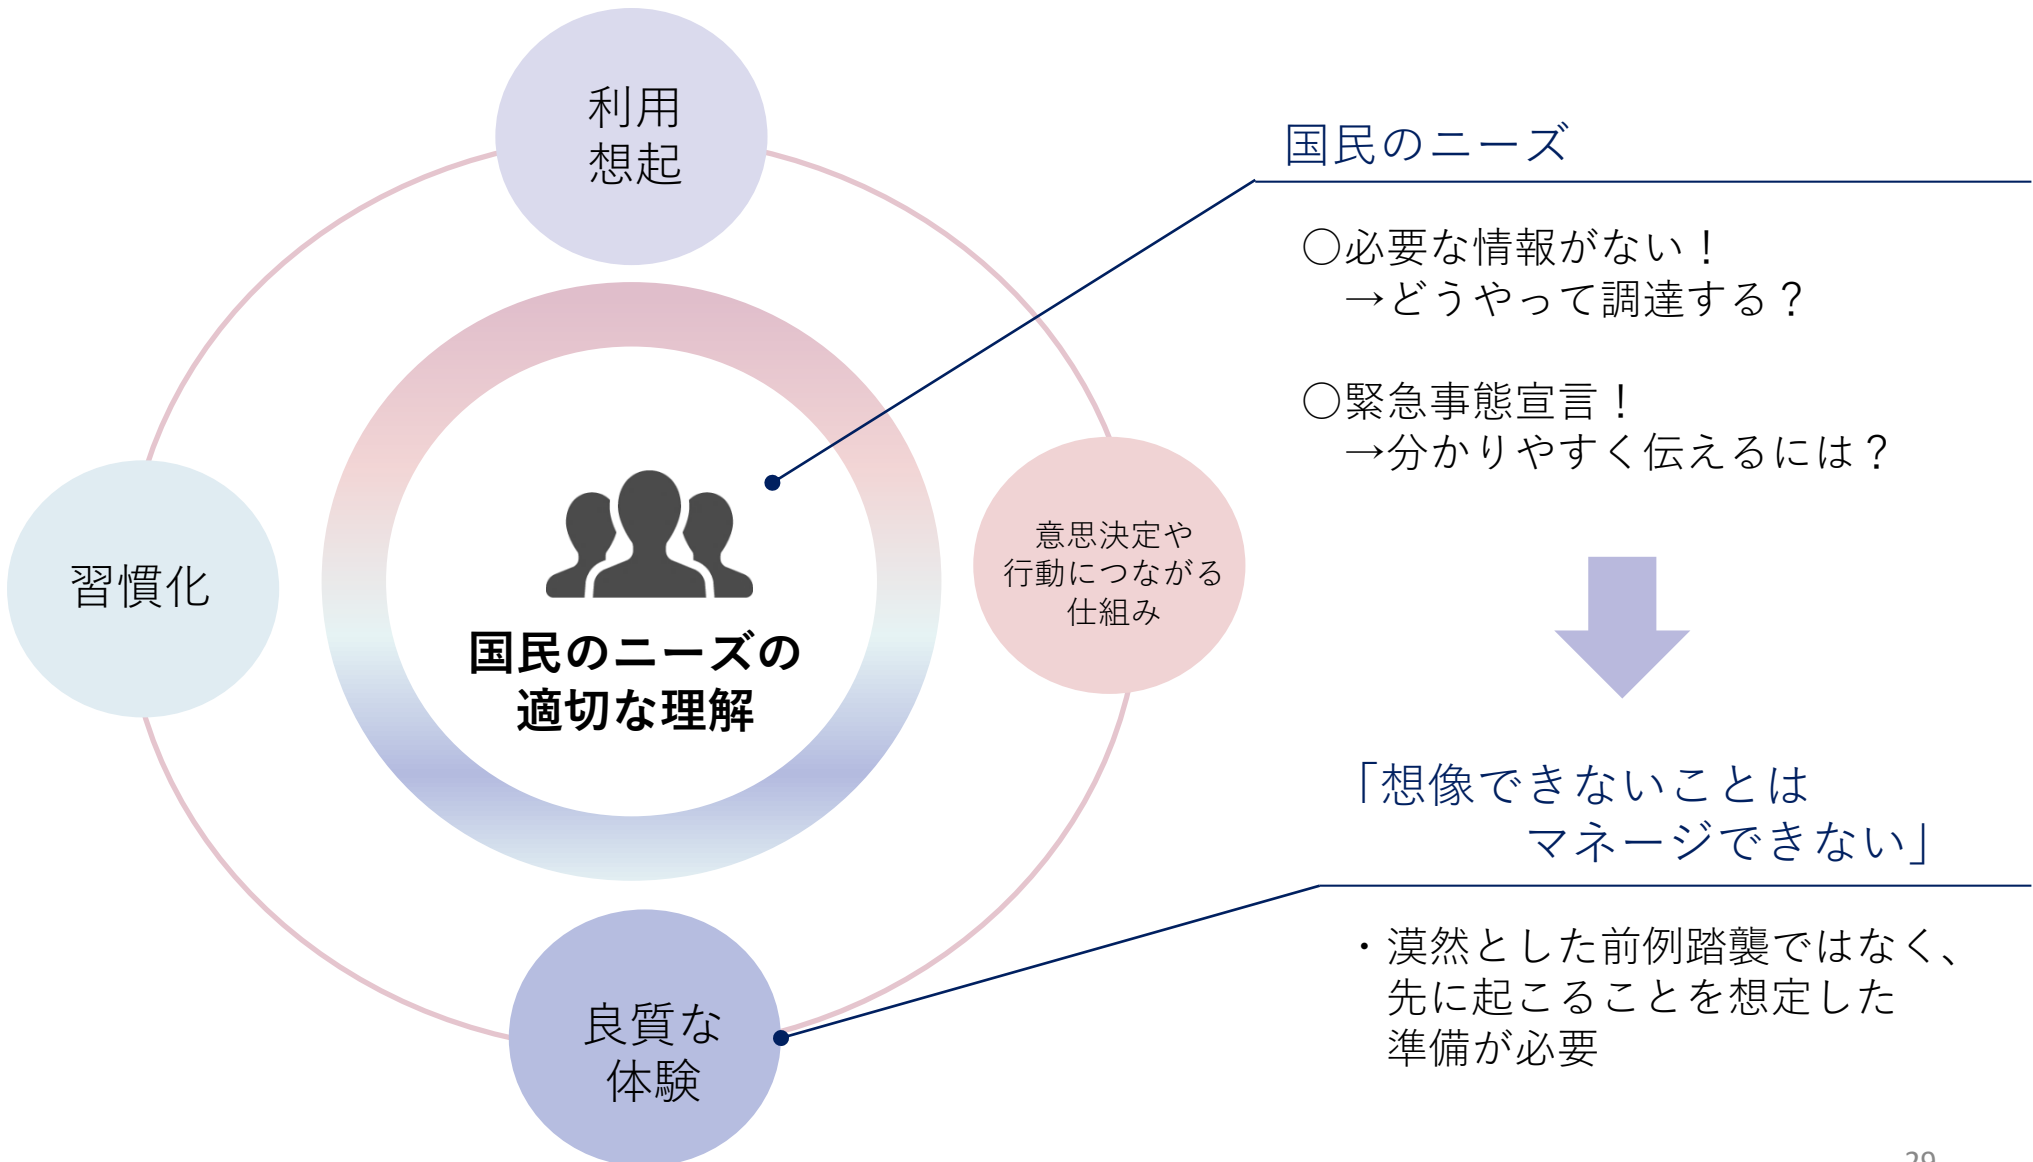 利用
想起
国民のニーズ
○必要な情報がない！
→どうやって調達する？
○緊急事態宣言！
→分かりやすく伝えるには？
意思決定や
行動につながる
仕組み
習慣化
国民のニーズの
適切な理解
「想像できないことは
マネージできない」
・漠然とした前例踏襲ではなく、
先に起こることを想定した
準備が必要
良質な
体験
29